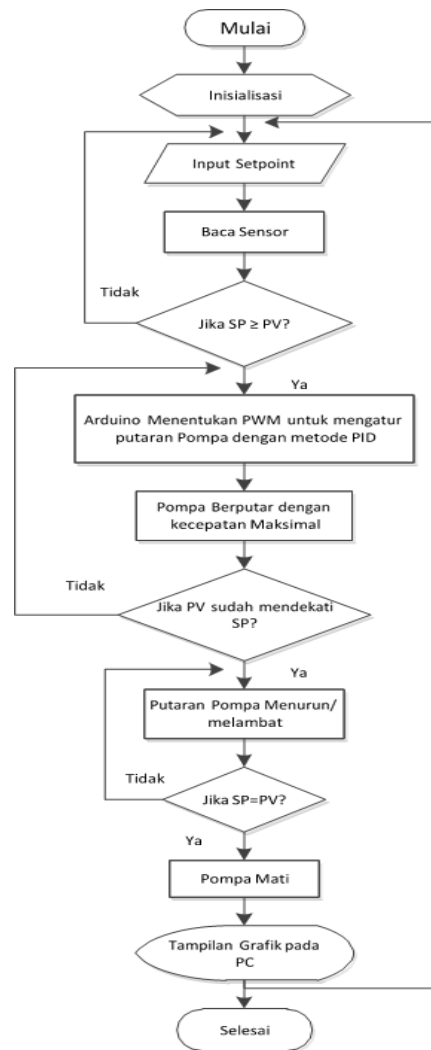 Mulai
Inisialisasi
Input Setpoint
Baca Sensor
Tidak
Jika SP ≥ PV?
Ya
Arduino Menentukan PWM untuk mengatur
putaran Pompa dengan metode PID
Pompa Berputar dengan
kecepatan Maksimal
Tidak
Jika PV sudah mendekati
SP?
Ya
Putaran Pompa Menurun/
melambat
Tidak
Jika SP=PV?
Ya
Pompa Mati
Tampilan Grafik pada
PC
Selesai